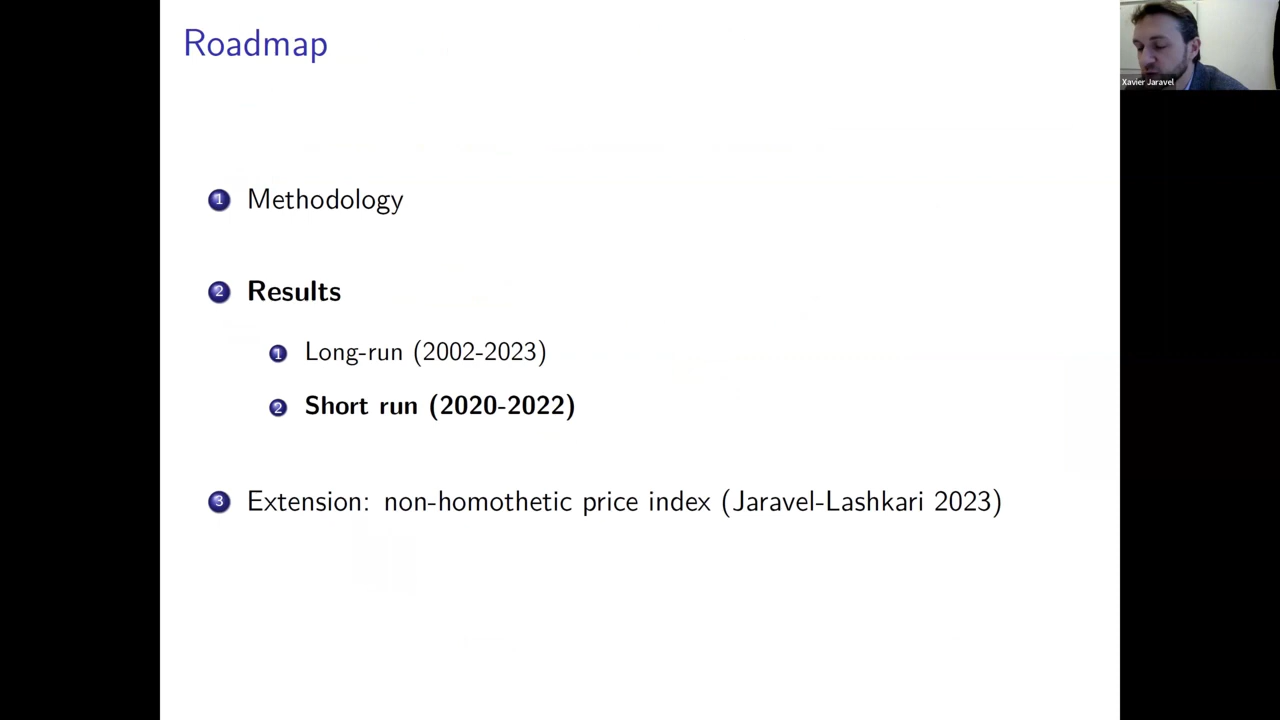 Roadmap
Xavier Jaravel
1 Methodology
2 Results
1 Long-run (2002-2023)
2 Short run (2020-2022)
3 Extension: non-homothetic price index (Jaravel-Lashkari 2023)